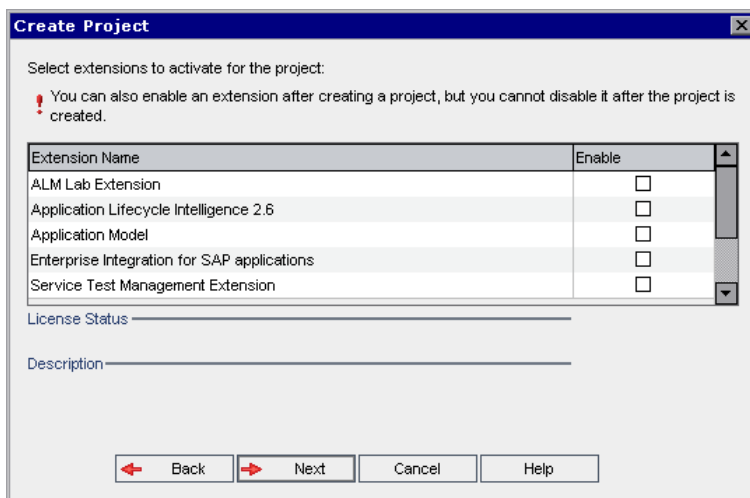 Create Project
Select extensions to activate for the project:
You can also enable an extension after creating a project, but you cannot disable it after the project is
created.
Extension Name Enable
ALM Lab Extension
Application Lifecycle Intelligence 2.6
Application Model
Enterprise Integration for SAP applications
Service Test Management Extension
License Status
Description
Back Next Cancel Help